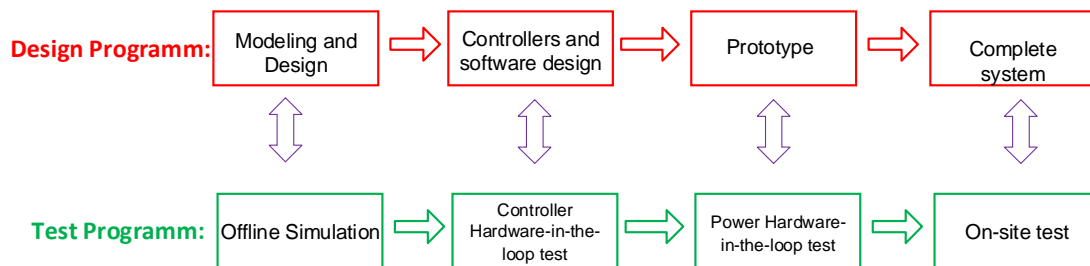 Design Programm:
Modeling and
Design
Controllers and
software design
Prototype
Complete
system
Test Programm:
Offline Simulation
Controller
Hardware-in-the-
loop test
Power Hardware-
in-the-loop test
On-site test